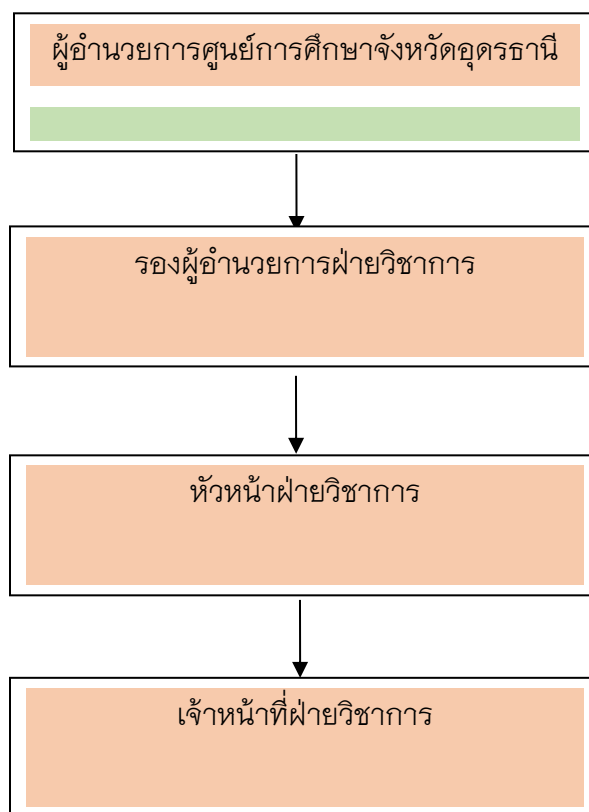 ผู้อำนวยการศูนย์การศึกษาจังหวัดอุดรธานี
รองผู้อำนวยการฝ่ายวิชาการ
หัวหน้าฝ่ายวิชาการ
เจ้าหน้าที่ฝ่ายวิชาการ